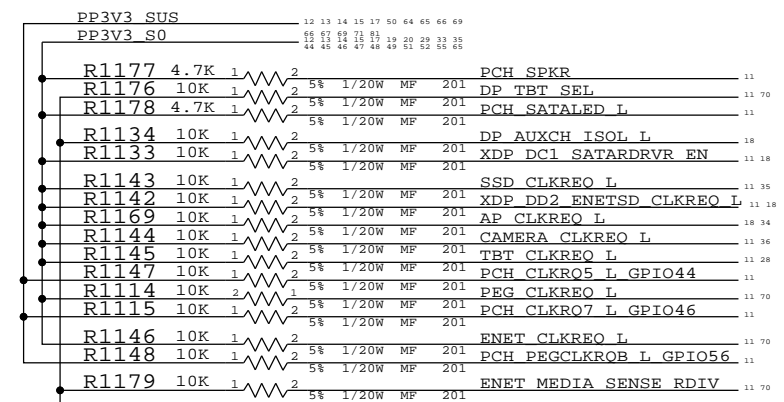 PP3V3_SUS 12 13 14 15 17 50 64 65 66 69
66 67 69 71 81
PP3V3_S0 12 13 14 15 17 19 20 29 33 35
44 45 46 47 48 49 51 52 55 65
R1177 4.7K 1 2 PCH_SPKR 11
5% 1/20W MF 201
R1176 10K 1 2 DP_TBT_SEL 11 70
5% 1/20W MF 201
R1178 4.7K 1 2 PCH_SATALED_L 11
5% 1/20W MF 201
R1134 10K 1 2 DP_AUXCH_ISOL_L 18
5% 1/20W MF 201
R1133 10K 1 2 XDP_DC1_SATARDRVR_EN 11 18
5% 1/20W MF 201
R1143 10K 1 2 SSD_CLKREQ_L 11 35
5% 1/20W MF 201
R1142 10K 1 2 XDP_DD2_ENETSD_CLKREQ_L 11 18
5% 1/20W MF 201
R1169 10K 1 2 AP_CLKREQ_L 18 34
5% 1/20W MF 201
R1144 10K 1 2 CAMERA_CLKREQ_L 11 36
5% 1/20W MF 201
R1145 10K 1 2 TBT_CLKREQ_L 11 28
5% 1/20W MF 201
R1147 10K 1 2 PCH_CLKRQ5_L_GPIO44 11
5% 1/20W MF 201
R1114 10K 2 1 PEG_CLKREQ_L 11 70
5% 1/20W MF 201
R1115 10K 1 2 PCH_CLKRQ7_L_GPIO46 11
5% 1/20W MF 201
R1146 10K 1 2 ENET_CLKREQ_L 11 70
5% 1/20W MF 201
R1148 10K 1 2 PCH_PEGCLKRQB_L_GPIO56 11
5% 1/20W MF 201
R1179 10K 1 2 ENET_MEDIA_SENSE_RDIV 11 70
5% 1/20W MF 201